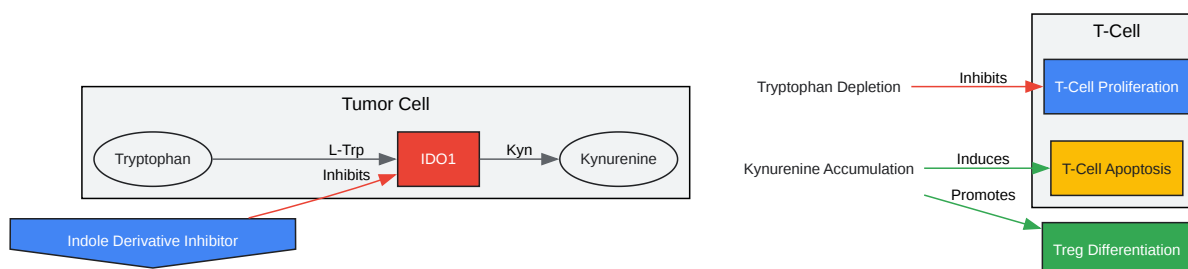 Tumor Cell
Tryptophan
L-Trp
IDO1
Kyn
Kynurenine
Inhibits
Indole Derivative Inhibitor
T-Cell
Tryptophan Depletion
Inhibits
T-Cell Proliferation
Kynurenine Accumulation
Induces
T-Cell Apoptosis
Promotes
Treg Differentiation